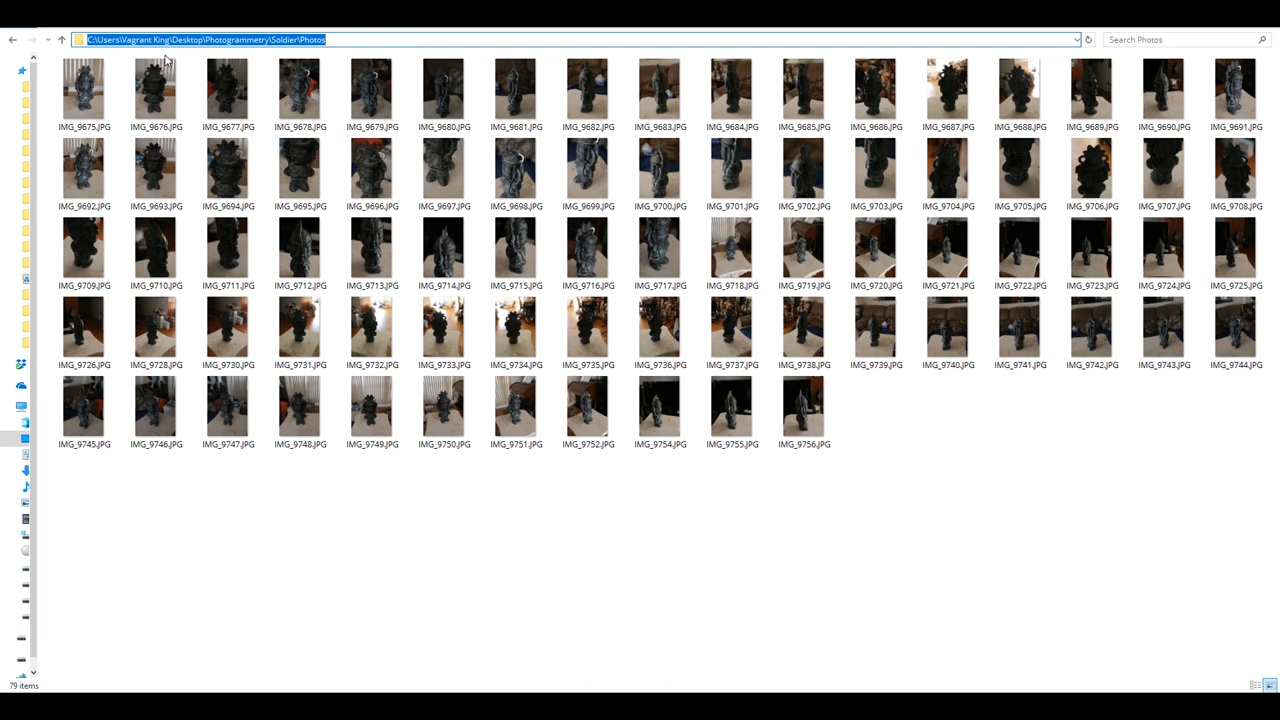 C:\Users\Vagrant King\Desktop\Photogrammetry\Soldier\Photos
Search Photos
IMG_9675.JPG IMG_9676.JPG IMG_9677.JPG IMG_9678.JPG IMG_9679.JPG IMG_9680.JPG IMG_9681.JPG IMG_9682.JPG IMG_9683.JPG IMG_9684.JPG IMG_9685.JPG IMG_9686.JPG IMG_9687.JPG IMG_9688.JPG IMG_9689.JPG IMG_9690.JPG IMG_9691.JPG
IMG_9692.JPG IMG_9693.JPG IMG_9694.JPG IMG_9695.JPG IMG_9696.JPG IMG_9697.JPG IMG_9698.JPG IMG_9699.JPG IMG_9700.JPG IMG_9701.JPG IMG_9702.JPG IMG_9703.JPG IMG_9704.JPG IMG_9705.JPG IMG_9706.JPG IMG_9707.JPG IMG_9708.JPG
IMG_9709.JPG IMG_9710.JPG IMG_9711.JPG IMG_9712.JPG IMG_9713.JPG IMG_9714.JPG IMG_9715.JPG IMG_9716.JPG IMG_9717.JPG IMG_9718.JPG IMG_9719.JPG IMG_9720.JPG IMG_9721.JPG IMG_9722.JPG IMG_9723.JPG IMG_9724.JPG IMG_9725.JPG
IMG_9726.JPG IMG_9728.JPG IMG_9730.JPG IMG_9731.JPG IMG_9732.JPG IMG_9733.JPG IMG_9734.JPG IMG_9735.JPG IMG_9736.JPG IMG_9737.JPG IMG_9738.JPG IMG_9739.JPG IMG_9740.JPG IMG_9741.JPG IMG_9742.JPG IMG_9743.JPG IMG_9744.JPG
IMG_9745.JPG IMG_9746.JPG IMG_9747.JPG IMG_9748.JPG IMG_9749.JPG IMG_9750.JPG IMG_9751.JPG IMG_9752.JPG IMG_9754.JPG IMG_9755.JPG IMG_9756.JPG
79 items